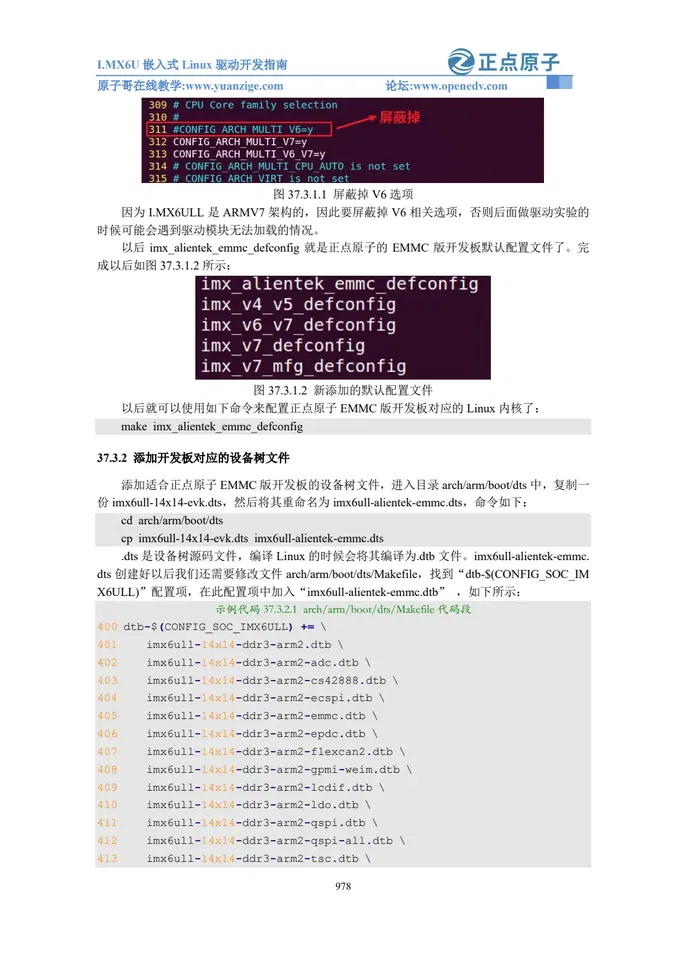 I.MX6U 嵌入式 Linux 驱动开发指南
正点原子
原子哥在线教学:www.yuanzige.com 论坛:www.openedv.com
309 # CPU Core family selection
310 #
311 #CONFIG_ARCH_MULTI_V6=y 屏蔽掉
312 CONFIG_ARCH_MULTI_V7=y
313 CONFIG_ARCH_MULTI_V6_V7=y
314 # CONFIG_ARCH_MULTI_CPU_AUTO is not set
315 # CONFIG_ARCH_VIRT is not set
图 37.3.1.1 屏蔽掉 V6 选项
因为 I.MX6ULL 是 ARMV7 架构的，因此要屏蔽掉 V6 相关选项，否则后面做驱动实验的
时候可能会遇到驱动模块无法加载的情况。
以后 imx_alientek_emmc_defconfig 就是正点原子的 EMMC 版开发板默认配置文件了。完
成以后如图 37.3.1.2 所示：
imx_alientek_emmc_defconfig
imx_v4_v5_defconfig
imx_v6_v7_defconfig
imx_v7_defconfig
imx_v7_mfg_defconfig
图 37.3.1.2 新添加的默认配置文件
以后就可以使用如下命令来配置正点原子 EMMC 版开发板对应的 Linux 内核了：
make imx_alientek_emmc_defconfig
37.3.2 添加开发板对应的设备树文件
添加适合正点原子 EMMC 版开发板的设备树文件，进入目录 arch/arm/boot/dts 中，复制一
份 imx6ull-14x14-evk.dts，然后将其重命名为 imx6ull-alientek-emmc.dts，命令如下：
cd arch/arm/boot/dts
cp imx6ull-14x14-evk.dts imx6ull-alientek-emmc.dts
.dts 是设备树源码文件，编译 Linux 的时候会将其编译为.dtb 文件。imx6ull-alientek-emmc.
dts 创建好以后我们还需要修改文件 arch/arm/boot/dts/Makefile，找到“dtb-$(CONFIG_SOC_IM
X6ULL)”配置项，在此配置项中加入“imx6ull-alientek-emmc.dtb” ，如下所示：
示例代码 37.3.2.1 arch/arm/boot/dts/Makefile 代码段
400 dtb-$(CONFIG_SOC_IMX6ULL) += \
401 imx6ull-14x14-ddr3-arm2.dtb \
402 imx6ull-14x14-ddr3-arm2-adc.dtb \
403 imx6ull-14x14-ddr3-arm2-cs42888.dtb \
404 imx6ull-14x14-ddr3-arm2-ecspi.dtb \
405 imx6ull-14x14-ddr3-arm2-emmc.dtb \
406 imx6ull-14x14-ddr3-arm2-epdc.dtb \
407 imx6ull-14x14-ddr3-arm2-flexcan2.dtb \
408 imx6ull-14x14-ddr3-arm2-gpmi-weim.dtb \
409 imx6ull-14x14-ddr3-arm2-lcdif.dtb \
410 imx6ull-14x14-ddr3-arm2-ldo.dtb \
411 imx6ull-14x14-ddr3-arm2-qspi.dtb \
412 imx6ull-14x14-ddr3-arm2-qspi-all.dtb \
413 imx6ull-14x14-ddr3-arm2-tsc.dtb \
978